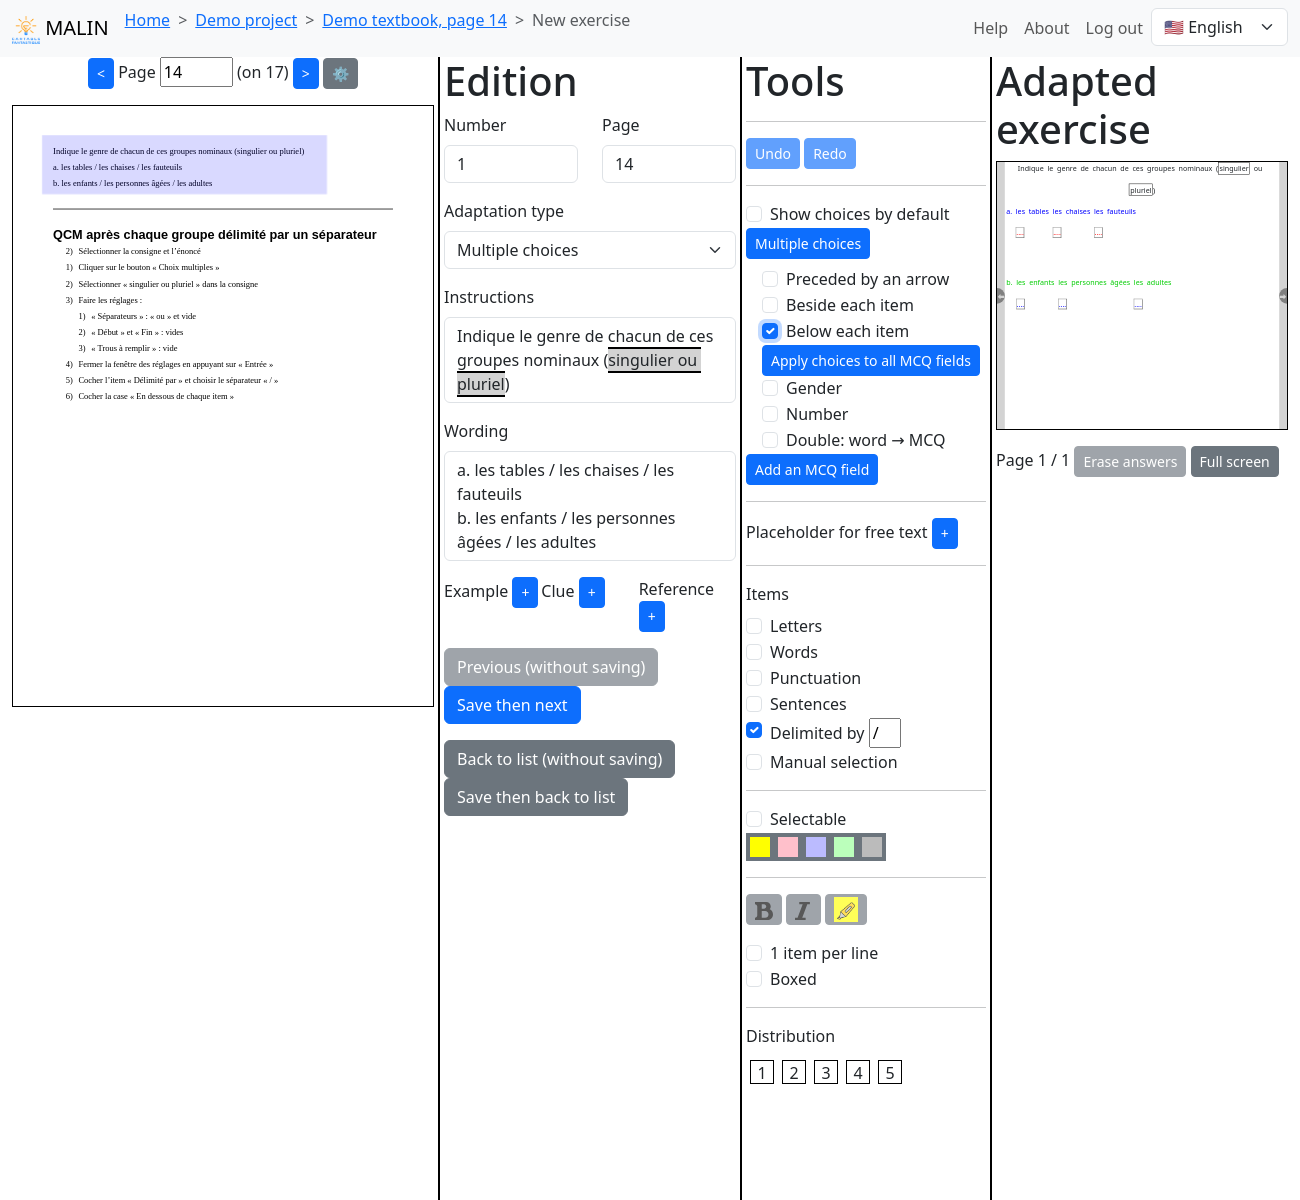 MALIN
Home > Demo project > Demo textbook, page 14 > New exercise
Help About Log out 🇺🇸 English
< Page 14 (on 17) > ⚙️
Indique le genre de chacun de ces groupes nominaux (singulier ou pluriel)
a. les tables / les chaises / les fauteuils
b. les enfants / les personnes âgées / les adultes
QCM après chaque groupe délimité par un séparateur
2) Sélectionner la consigne et l’énoncé
1) Cliquer sur le bouton « Choix multiples »
2) Sélectionner « singulier ou pluriel » dans la consigne
3) Faire les réglages :
1) « Séparateurs » : « ou » et vide
2) « Début » et « Fin » : vides
3) « Trous à remplir » : vide
4) Fermer la fenêtre des réglages en appuyant sur « Entrée »
5) Cocher l’item « Délimité par » et choisir le séparateur « / »
6) Cocher la case « En dessous de chaque item »
Edition
Number Page
1 14
Adaptation type
Multiple choices
Instructions
Indique le genre de chacun de ces
groupes nominaux (singulier ou
pluriel)
Wording
a. les tables / les chaises / les
fauteuils
b. les enfants / les personnes
âgées / les adultes
Example + Clue + Reference
+
Previous (without saving)
Save then next
Back to list (without saving)
Save then back to list
Tools
Undo Redo
Show choices by default
Multiple choices
Preceded by an arrow
Beside each item
Below each item
Apply choices to all MCQ fields
Gender
Number
Double: word → MCQ
Add an MCQ field
Placeholder for free text +
Items
Letters
Words
Punctuation
Sentences
Delimited by /
Manual selection
Selectable
B I
1 item per line
Boxed
Distribution
1 2 3 4 5
Adapted
exercise
Indique le genre de chacun de ces groupes nominaux (singulier ou
pluriel)
a. les tables les chaises les fauteuils
.... .... ....
b. les enfants les personnes âgées les adultes
.... .... ....
Page 1 / 1 Erase answers Full screen